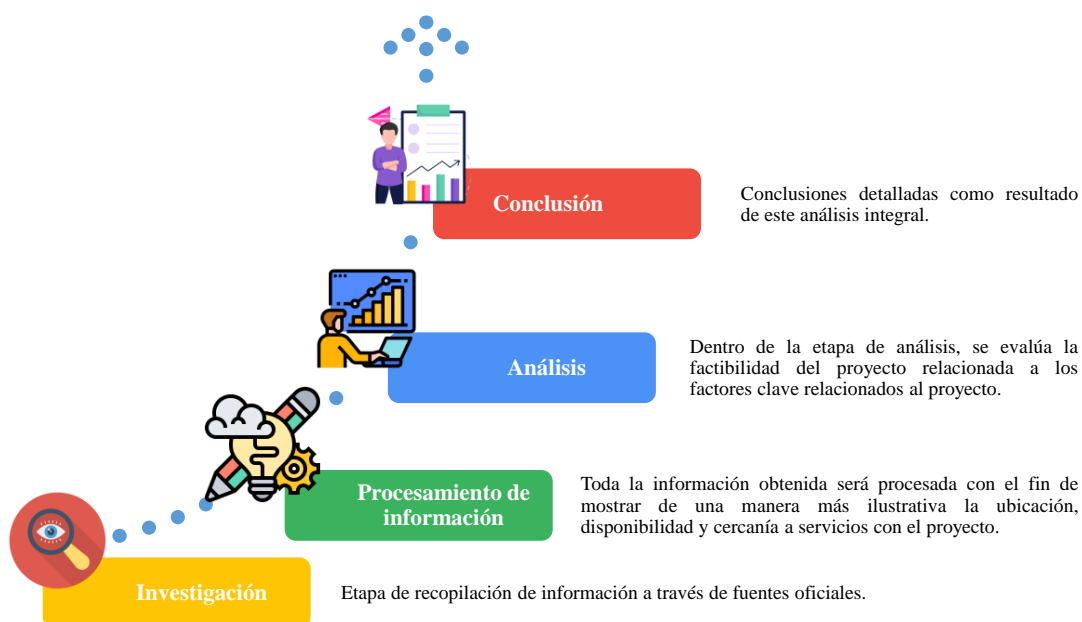 Conclusión
Conclusiones detalladas como resultado
de este análisis integral.
Análisis
Dentro de la etapa de análisis, se evalúa la
factibilidad del proyecto relacionada a los
factores clave relacionados al proyecto.
Procesamiento de
información
Toda la información obtenida será procesada con el fin de
mostrar de una manera más ilustrativa la ubicación,
disponibilidad y cercanía a servicios con el proyecto.
Investigación
Etapa de recopilación de información a través de fuentes oficiales.